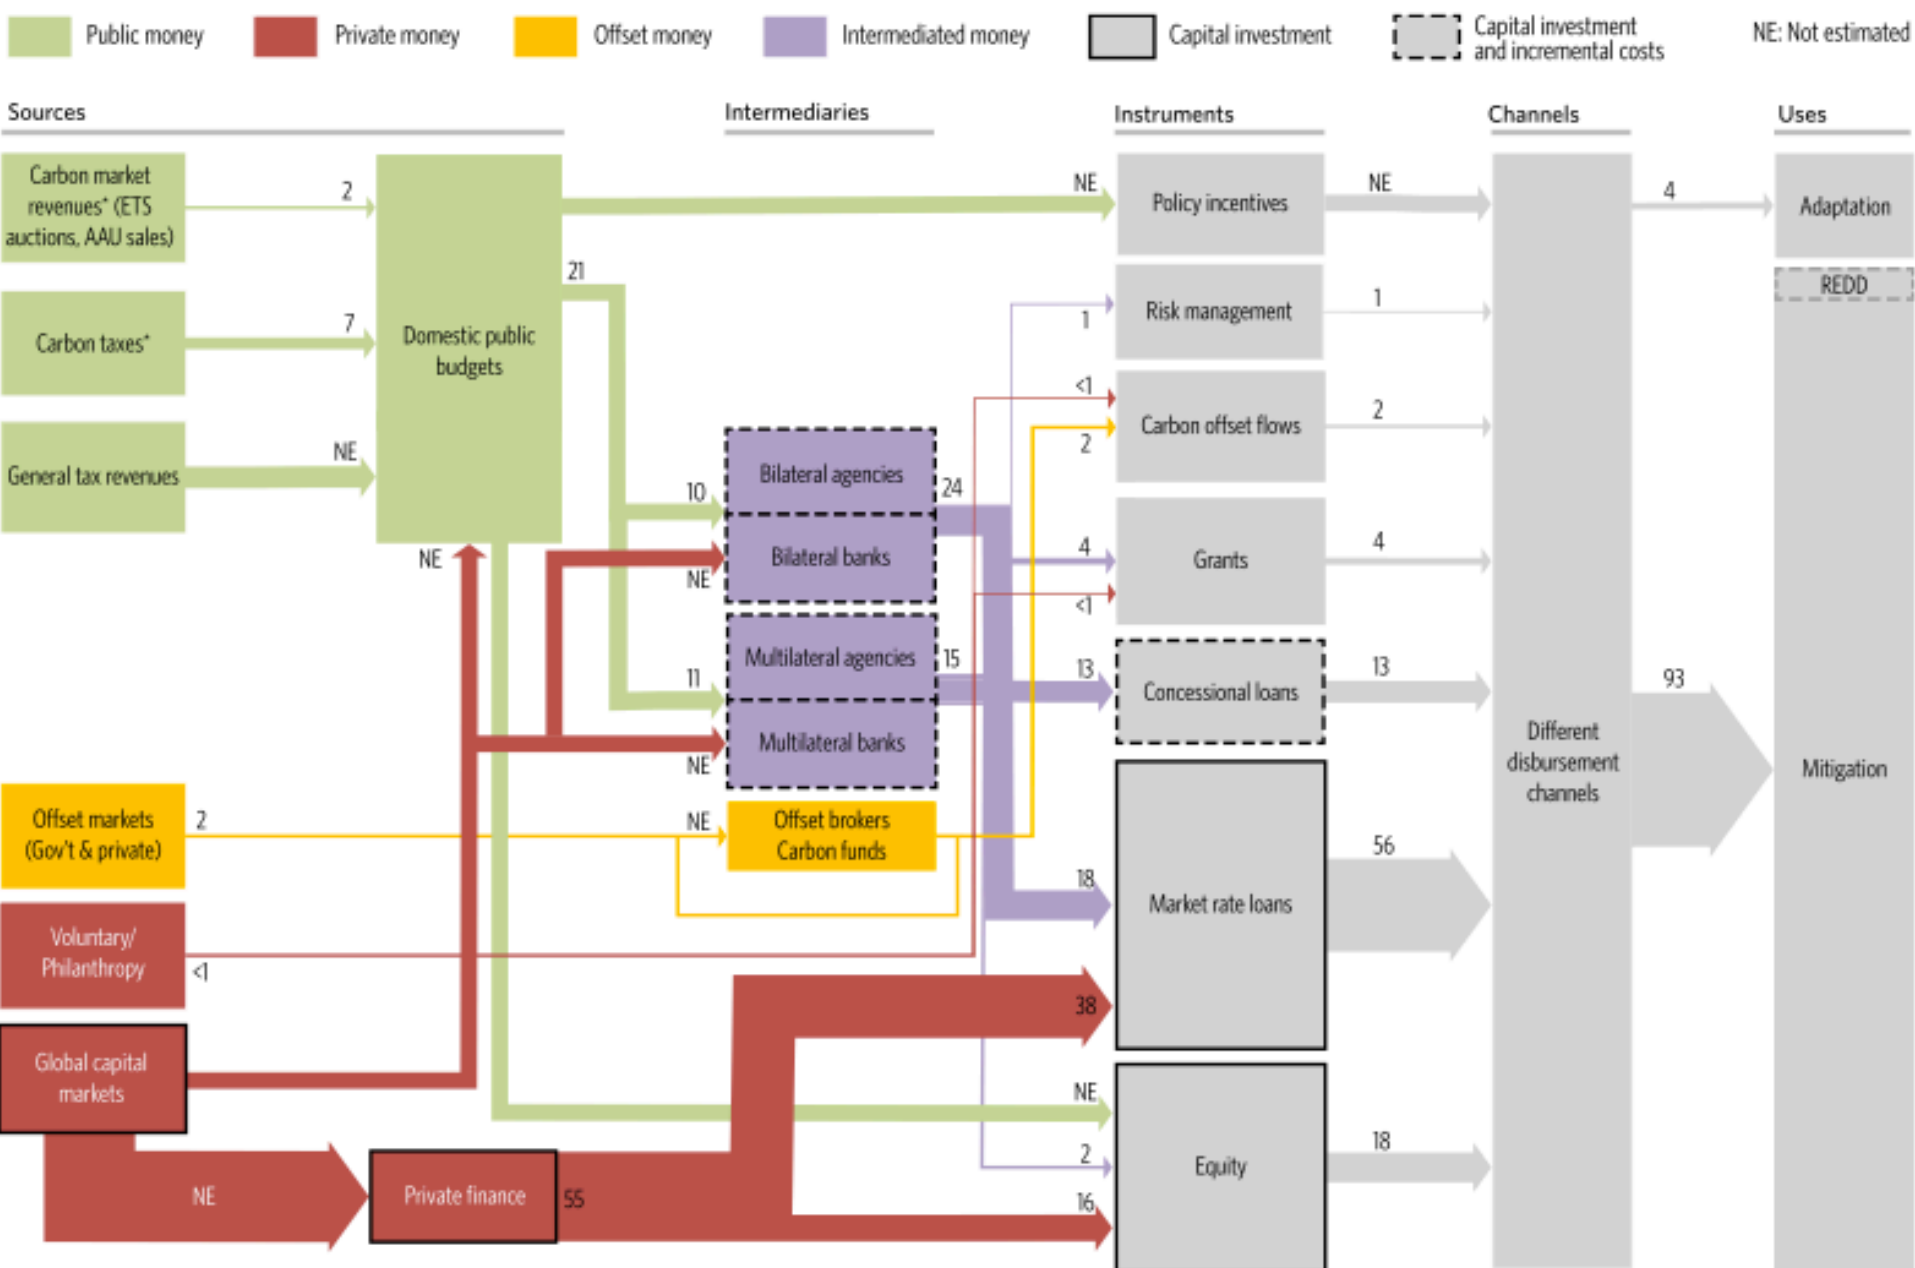 Public money
Private money
Offset money
Intermediated money
Capital investment
Capital investment
and incremental costs
NE: Not estimated
Sources
Intermediaries
Instruments
Channels
Uses
Carbon market
revenues* (ETS
auctions, AAU sales)
2
Carbon taxes*
7
General tax revenues
NE
Domestic public
budgets
21
NE
NE
10
NE
11
NE
Bilateral agencies
Bilateral banks
24
Multilateral agencies
Multilateral banks
15
Offset markets
(Gov't & private)
2
NE
Offset brokers
Carbon funds
Voluntary/
Philanthropy
<1
Global capital
markets
NE
Private finance
55
Policy incentives
NE
1
Risk management
1
<1
2
Carbon offset flows
2
4
<1
Grants
4
13
Concessional loans
13
18
38
Market rate loans
56
NE
2
16
Equity
18
Different
disbursement
channels
4
93
Adaptation
REDD
Mitigation